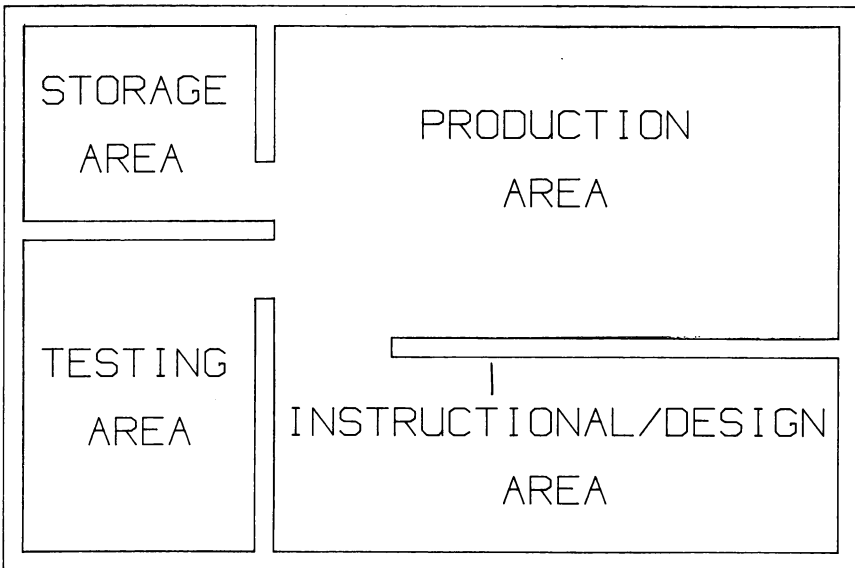 STORAGE
AREA
PRODUCTION
AREA
TESTING
AREA
INSTRUCTIONAL/DESIGN
AREA